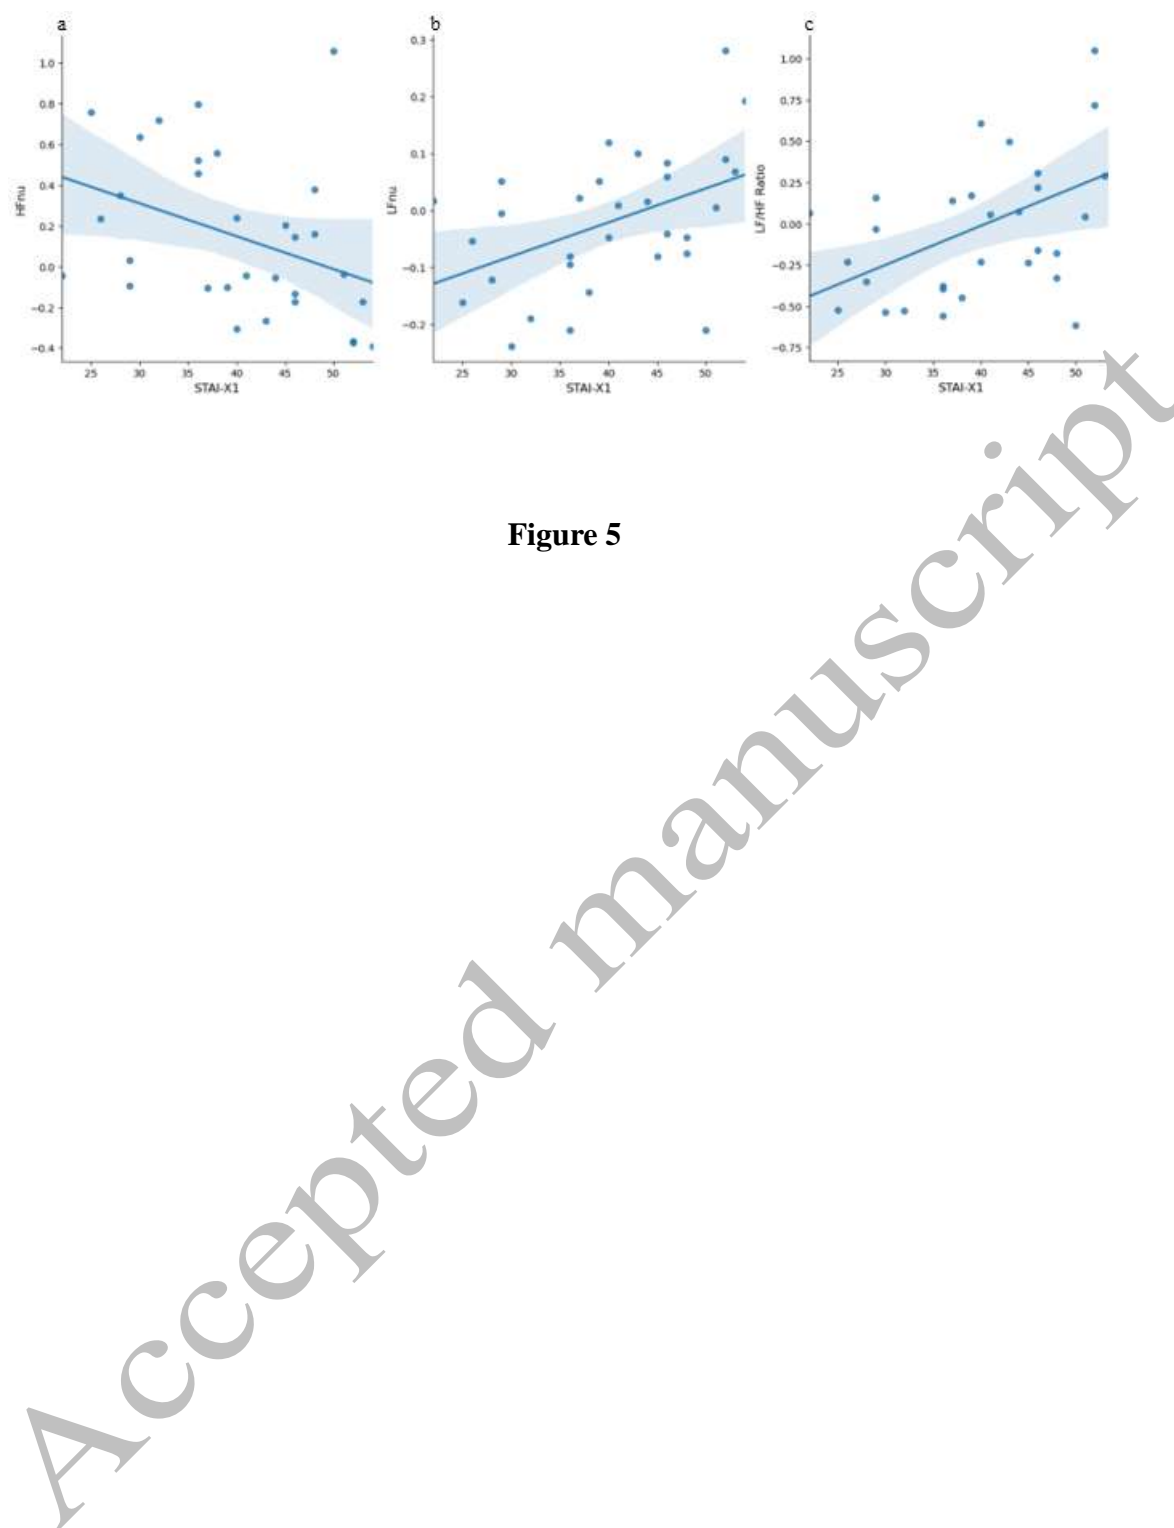 a
b
c
HFnu
1.0
0.8
0.6
0.4
0.2
0.0
−0.2
−0.4
25 30 35 40 45 50
STAI-X1
LFnu
0.3
0.2
0.1
0.0
−0.1
−0.2
25 30 35 40 45 50
STAI-X1
LF/HF Ratio
1.00
0.75
0.50
0.25
0.00
−0.25
−0.50
−0.75
25 30 35 40 45 50
STAI-X1
Figure 5
Accepted manuscript